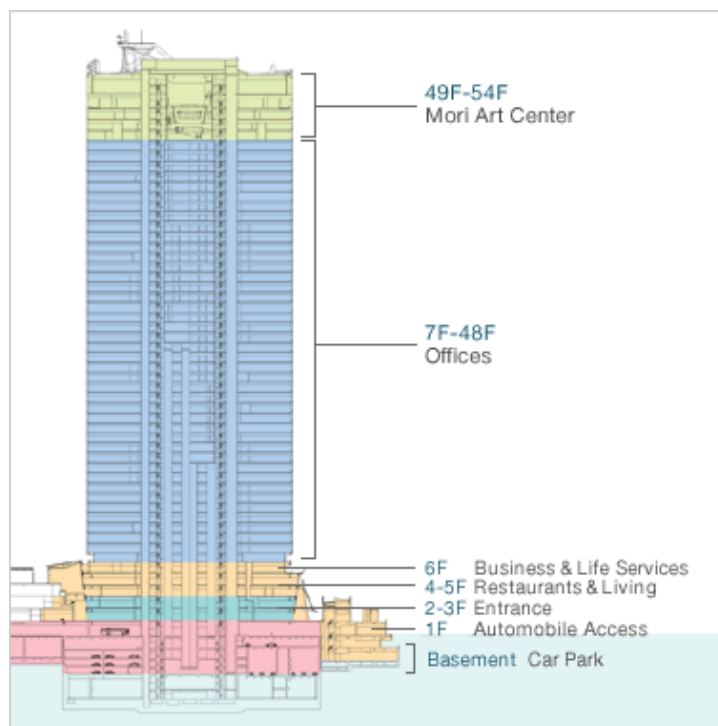 49F-54F
Mori Art Center
7F-48F
Offices
6F Business & Life Services
4-5F Restaurants & Living
2-3F Entrance
1F Automobile Access
Basement Car Park